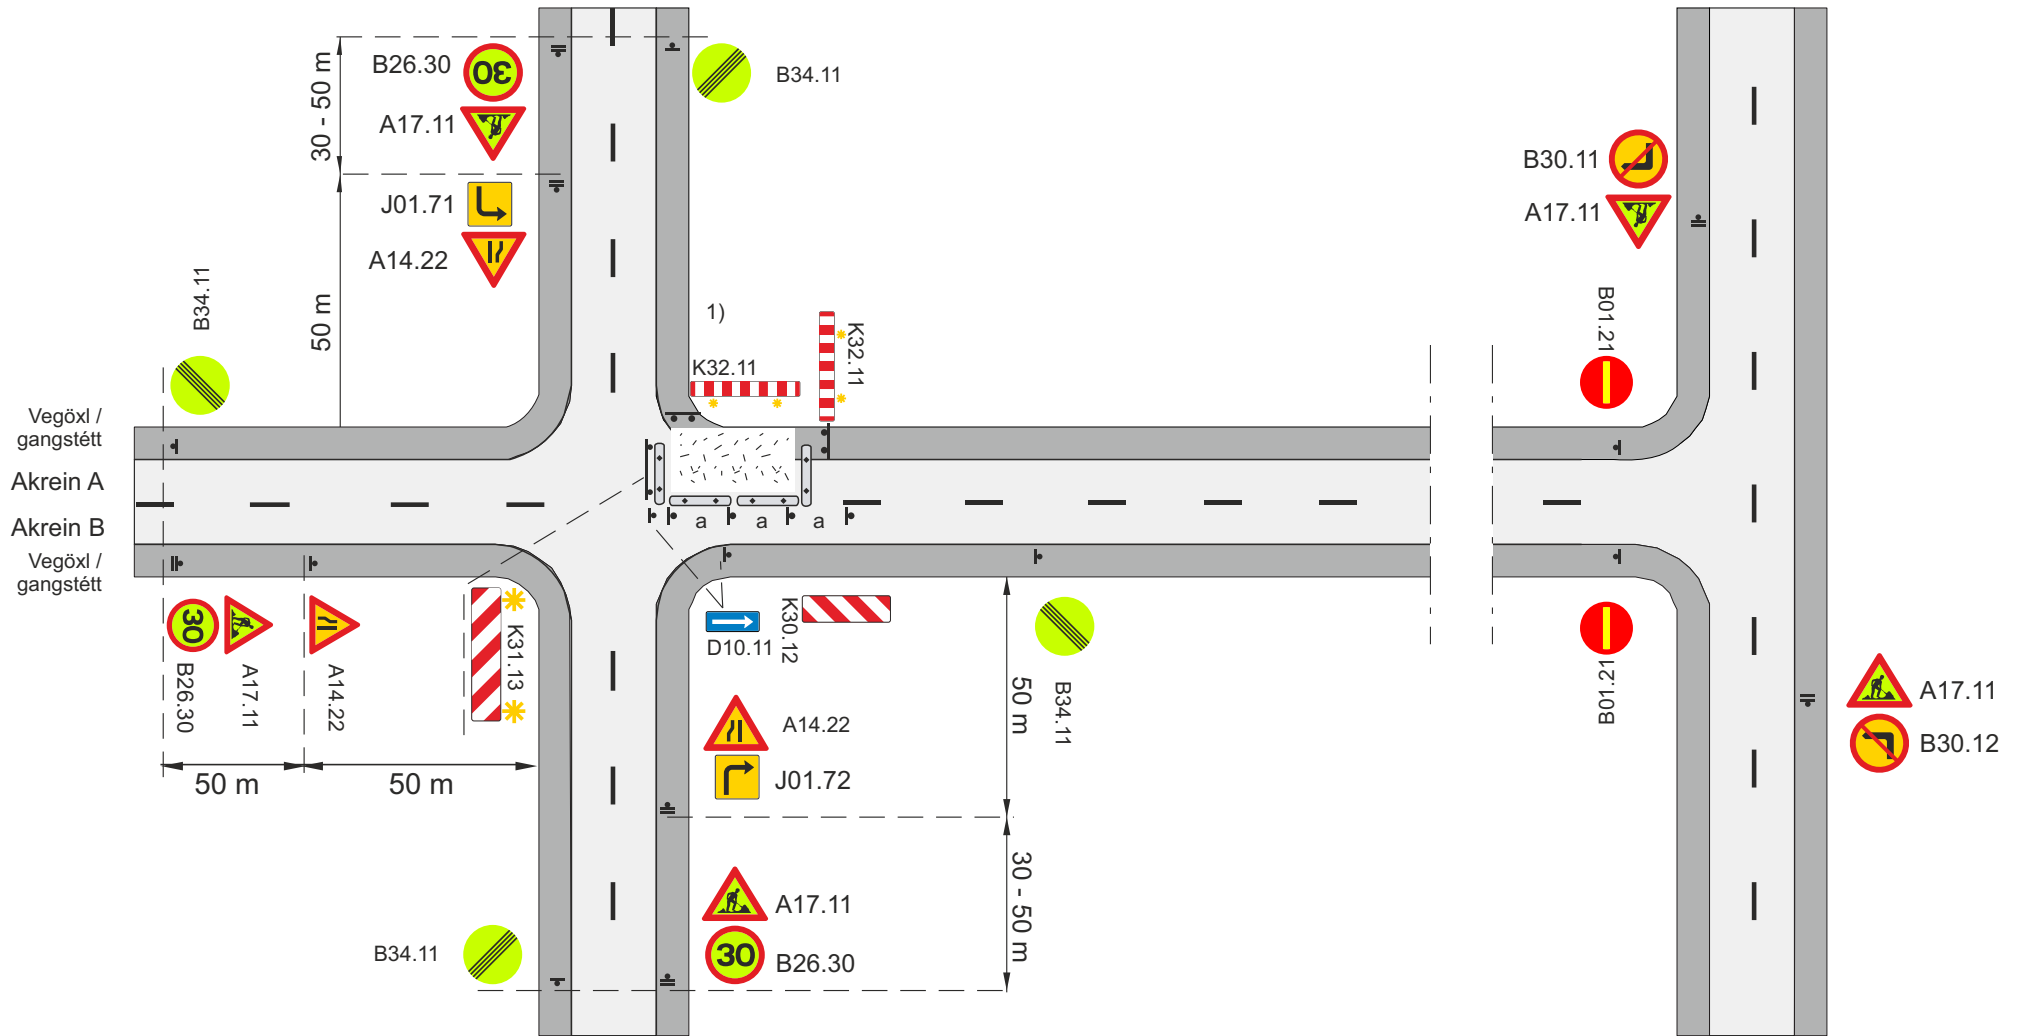 B26.30
30
B34.11
A17.11
30 - 50 m
J01.71
A14.22
50 m
B34.11
1)
K32.11
K32.11
B30.11
A17.11
B01.21
Vegöxl /
gangstétt
Akrein A
Akrein B
Vegöxl /
gangstétt
a
a
a
30
B26.30
A17.11
A14.22
K31.13
D10.11
K30.12
B34.11
B01.21
50 m
50 m
A14.22
J01.72
50 m
A17.11
B30.12
A17.11
30
B26.30
30 - 50 m
B34.11